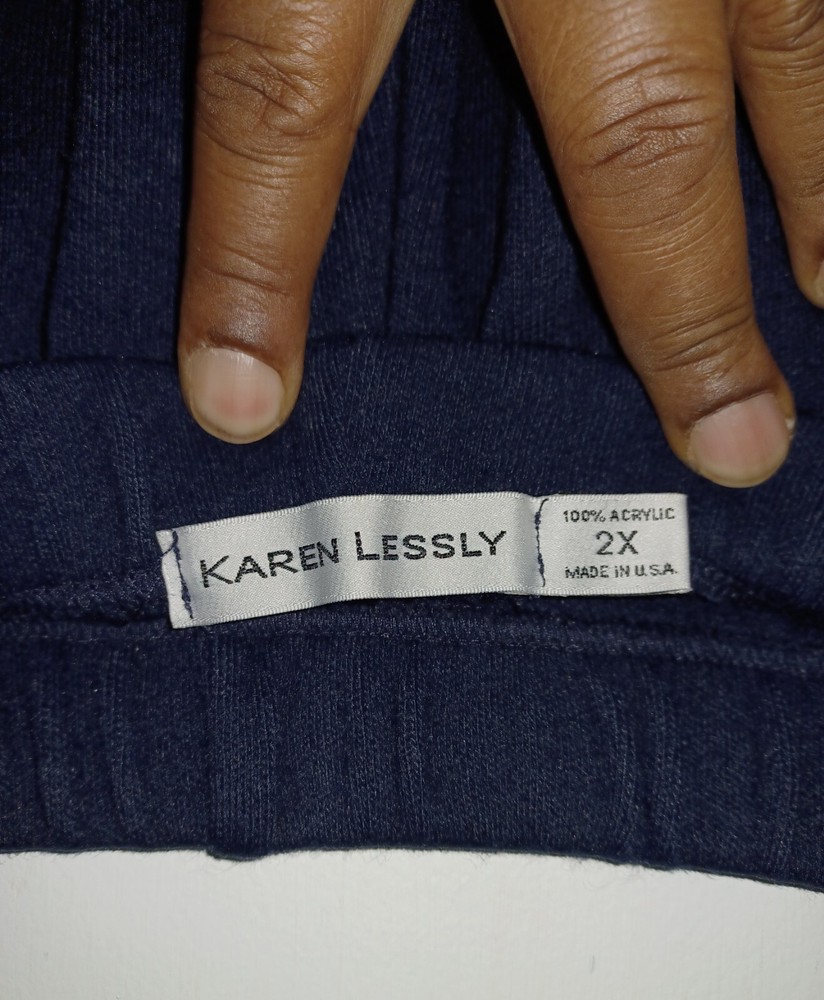 KAREN LESSLY
100% ACRYLIC
2X
MADE IN U.S.A.